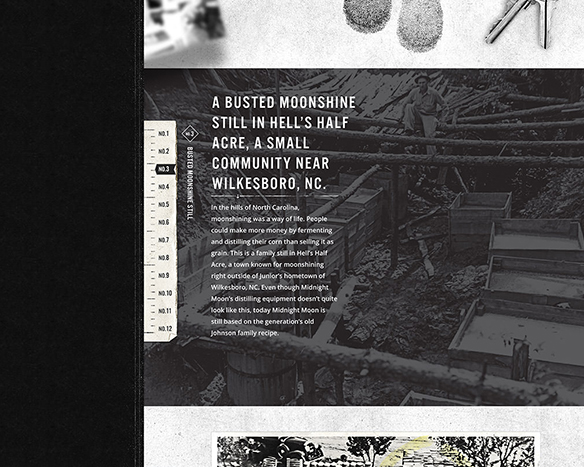 A BUSTED MOONSHINE
STILL IN HELL'S HALF
ACRE, A SMALL
COMMUNITY NEAR
WILKESBORO, NC.
In the hills of North Carolina,
moonshining was a way of life. People
could make more money by fermenting
and distilling their corn than selling it as
grain. This is a family still in Hell's Half
Acre, a town known for moonshining
right outside of Junior's hometown of
Wilkesboro, NC. Even though Midnight
Moon's distilling equipment doesn't quite
look like this, today Midnight Moon is
still based on the generation's old
Johnson family recipe.
NO.1
NO.2
NO.3
NO.4
NO.5
NO.6
NO.7
NO.8
NO.9
NO.10
NO.11
NO.12
NO.3
BUSTED MOONSHINE STILL